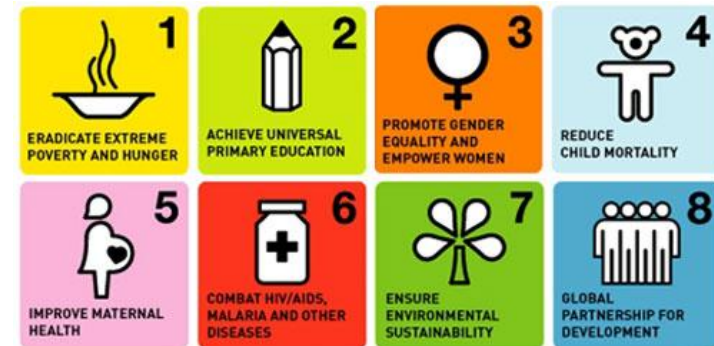 1
ERADICATE EXTREME
POVERTY AND HUNGER
2
ACHIEVE UNIVERSAL
PRIMARY EDUCATION
3
PROMOTE GENDER
EQUALITY AND
EMPOWER WOMEN
4
REDUCE
CHILD MORTALITY
5
IMPROVE MATERNAL
HEALTH
6
COMBAT HIV/AIDS,
MALARIA AND OTHER
DISEASES
7
ENSURE
ENVIRONMENTAL
SUSTAINABILITY
8
GLOBAL
PARTNERSHIP FOR
DEVELOPMENT